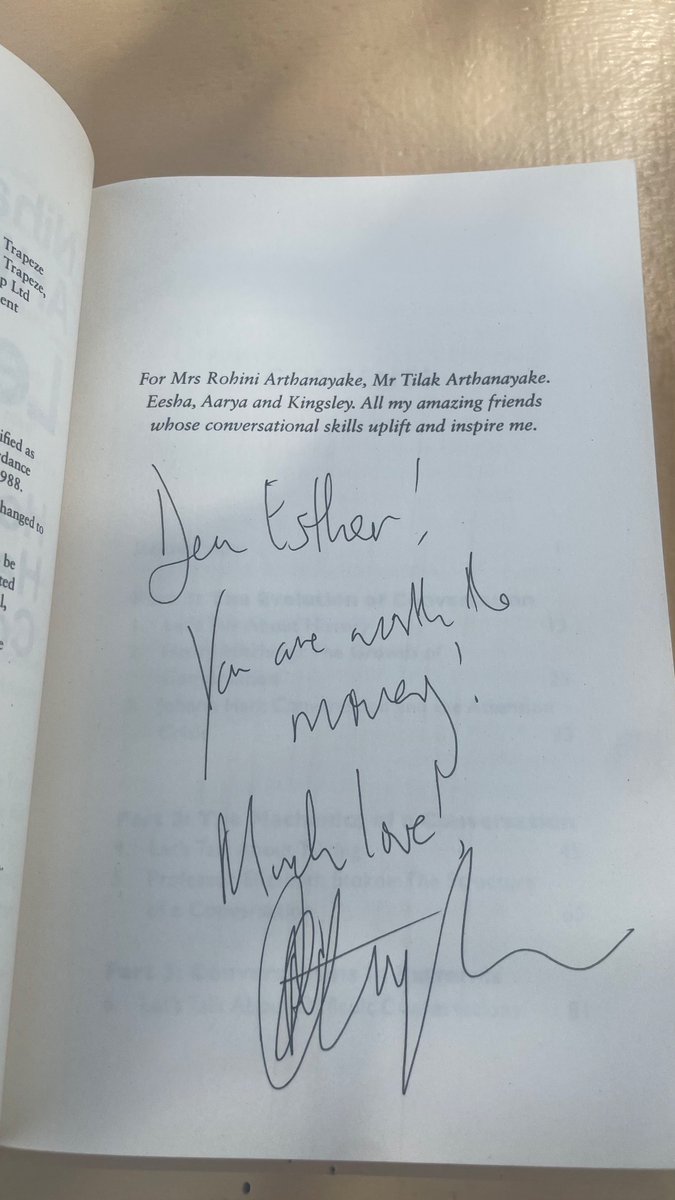 Trapeze
Trapeze,
p Ltd
ent
ified as
dance
988.
hanged to
be
ted
l,
e
For Mrs Rohini Arthanayake, Mr Tilak Arthanayake.
Eesha, Aarya and Kingsley. All my amazing friends
whose conversational skills uplift and inspire me.
Dear Esther!
You are worth the
money!
Much love!